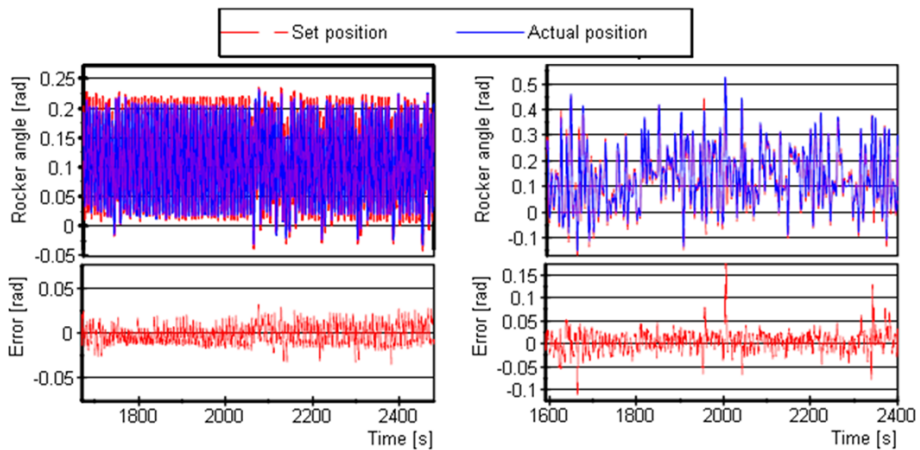 Set position Actual position
Rocker angle [rad]
0.25
0.2
0.15
0.1
0.05
0
-0.05
Error [rad]
0.05
0
-0.05
1800 2000 2200 2400
Time [s]
Rocker angle [rad]
0.5
0.4
0.3
0.2
0.1
0
-0.1
Error [rad]
0.15
0.1
0.05
0
-0.05
-0.1
1600 1800 2000 2200 2400
Time [s]